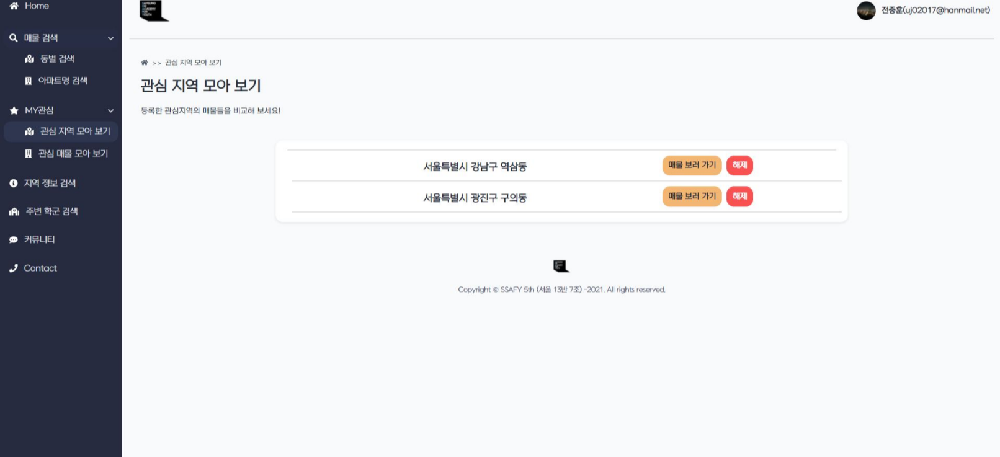 Home
매물 검색
동별 검색
아파트명 검색
MY관심
관심 지역 모아 보기
관심 매물 모아 보기
지역 정보 검색
주변 학군 검색
커뮤니티
Contact
SAMSUNG
SW
ACADEMY
FOR
YOUTH
전중훈(uj02017@hanmail.net)
>> 관심 지역 모아 보기
관심 지역 모아 보기
등록한 관심지역의 매물들을 비교해 보세요!
서울특별시 강남구 역삼동 매물 보러 가기 해제
서울특별시 광진구 구의동 매물 보러 가기 해제
Copyright © SSAFY 5th (서울 13반 7조) -2021. All rights reserved.